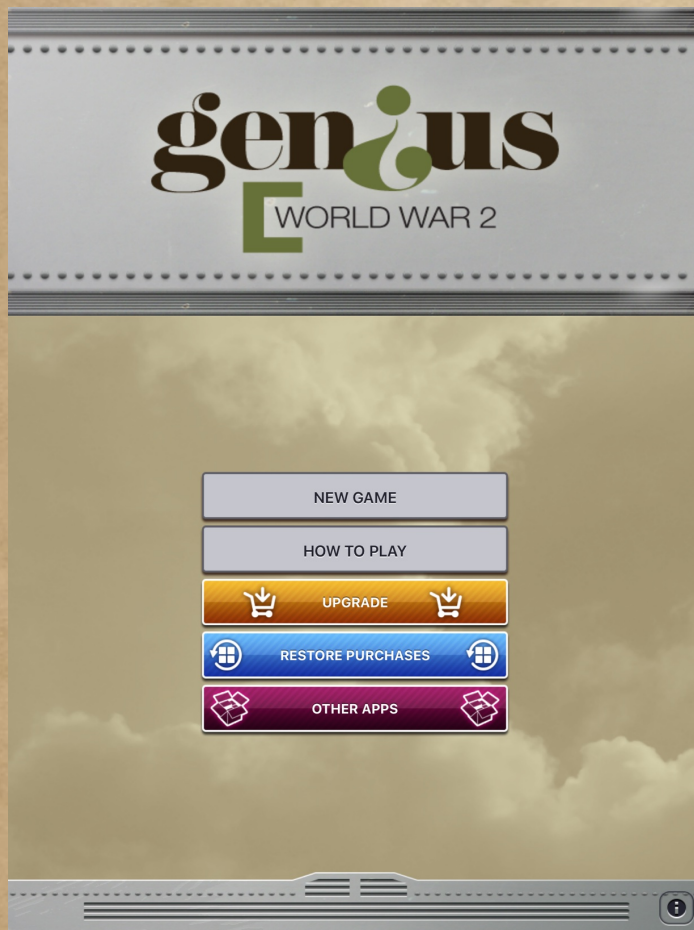 genius
WORLD WAR 2
NEW GAME
HOW TO PLAY
UPGRADE
RESTORE PURCHASES
OTHER APPS